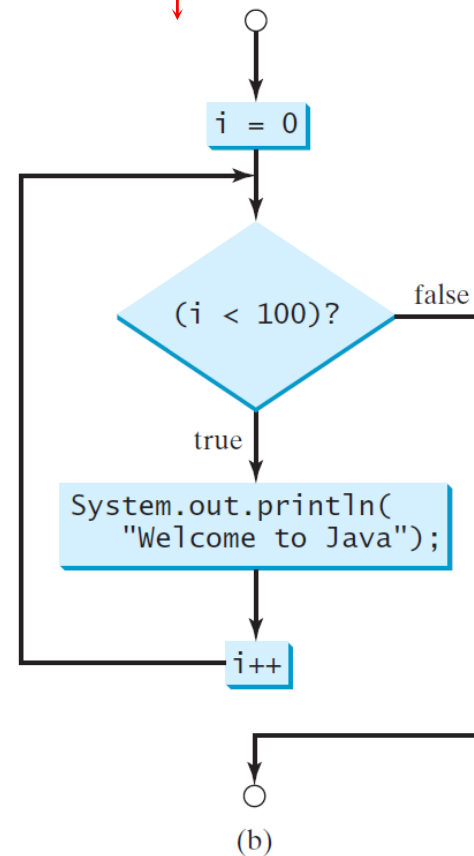 i = 0
(i < 100)?
false
true
System.out.println(
"Welcome to Java");
i++
(b)